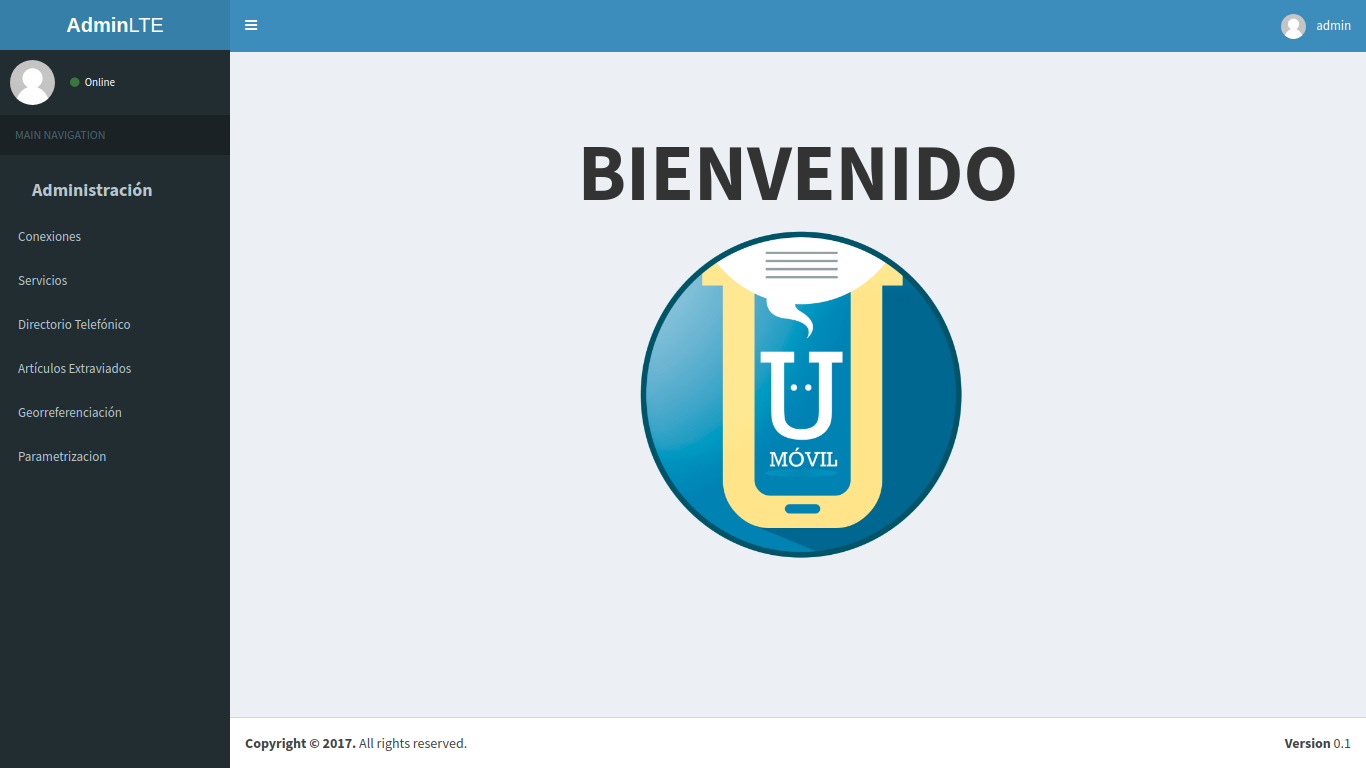 AdminLTE
admin
Online
MAIN NAVIGATION
Administración
Conexiones
Servicios
Directorio Telefónico
Artículos Extraviados
Georreferenciación
Parametrizacion
BIENVENIDO
Ü
MÓVIL
Copyright © 2017. All rights reserved.
Version 0.1